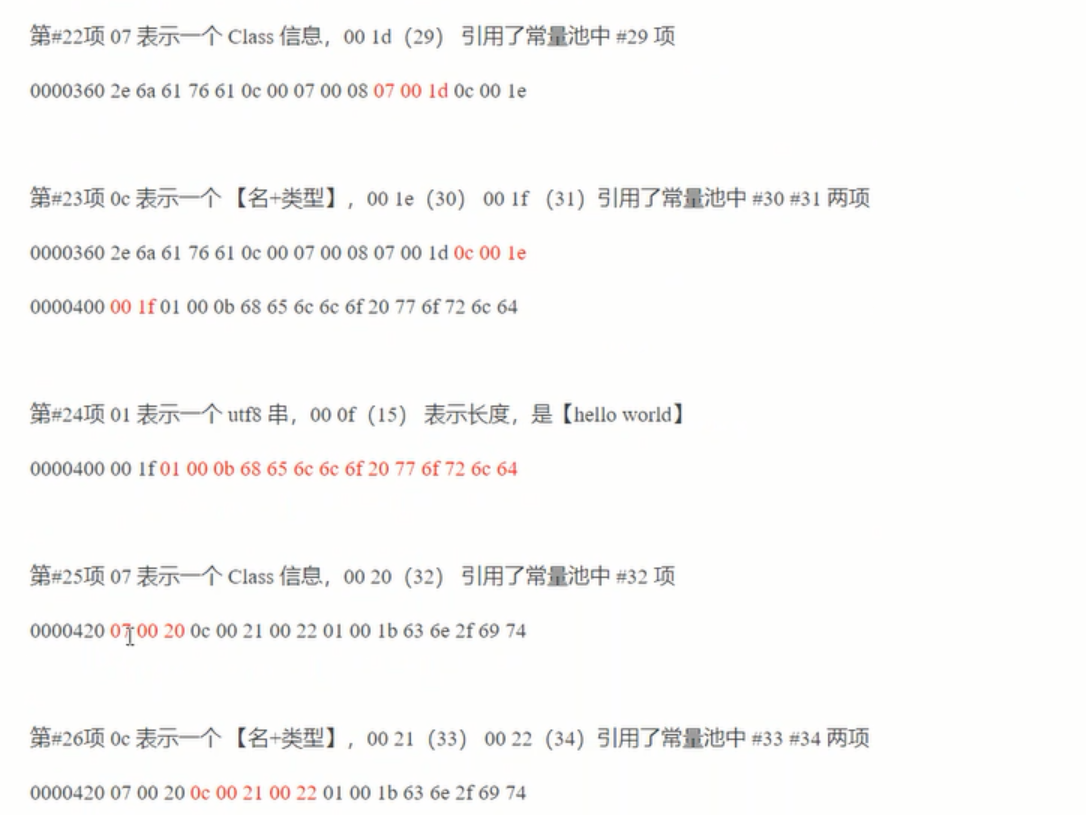 第#22项 07 表示一个 Class 信息，00 1d（29） 引用了常量池中 #29 项
0000360 2e 6a 61 76 61 0c 00 07 00 08 07 00 1d 0c 00 1e
第#23项 0c 表示一个 【名+类型】，00 1e（30） 00 1f （31）引用了常量池中 #30 #31 两项
0000360 2e 6a 61 76 61 0c 00 07 00 08 07 00 1d 0c 00 1e
0000400 00 1f 01 00 0b 68 65 6c 6c 6f 20 77 6f 72 6c 64
第#24项 01 表示一个 utf8 串，00 0f（15） 表示长度，是【hello world】
0000400 00 1f 01 00 0b 68 65 6c 6c 6f 20 77 6f 72 6c 64
第#25项 07 表示一个 Class 信息，00 20（32） 引用了常量池中 #32 项
0000420 07 00 20 0c 00 21 00 22 01 00 1b 63 6e 2f 69 74
第#26项 0c 表示一个 【名+类型】，00 21（33） 00 22（34）引用了常量池中 #33 #34 两项
0000420 07 00 20 0c 00 21 00 22 01 00 1b 63 6e 2f 69 74